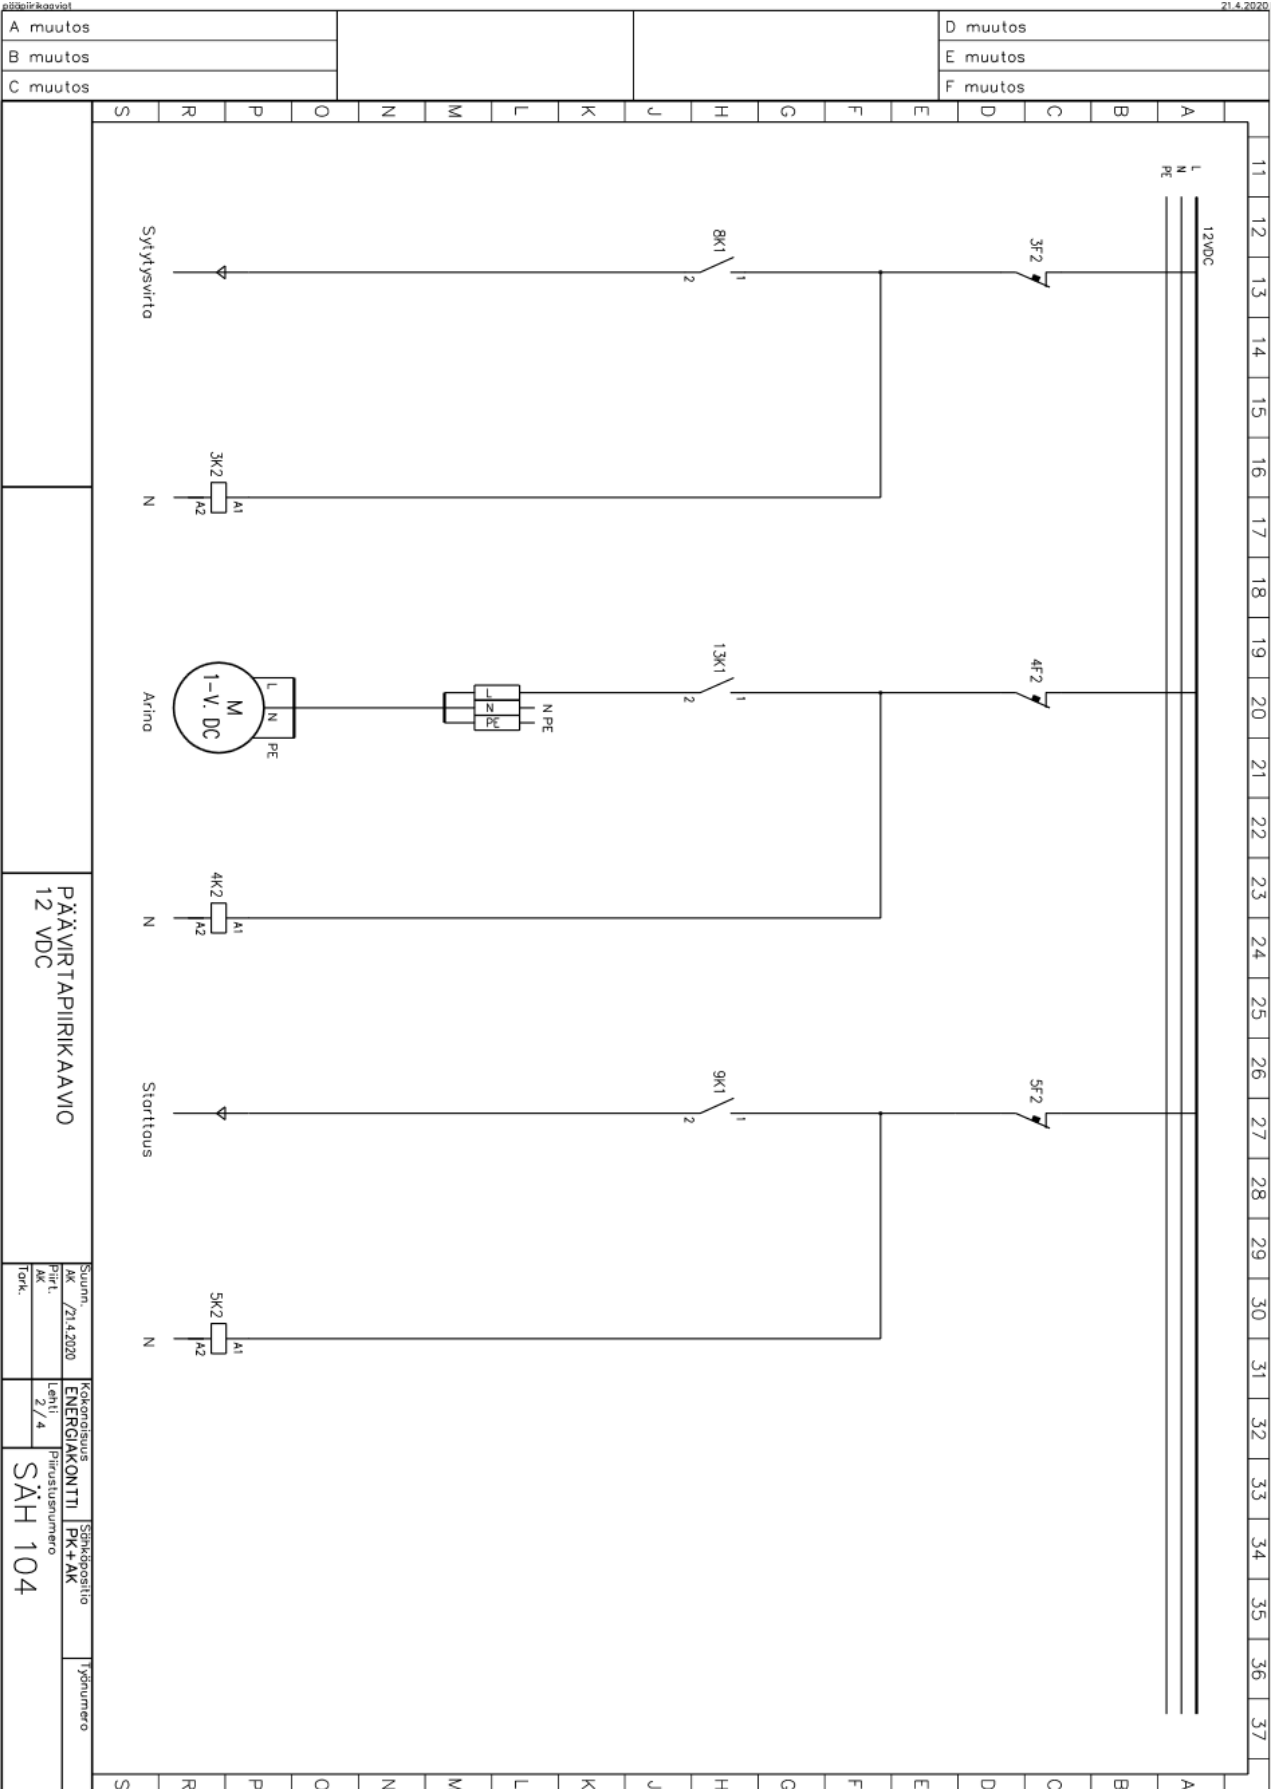 pääpiirikaaviot
21.4.2020
A muutos
B muutos
C muutos
D muutos
E muutos
F muutos
S R P O N M L K J H G F E D C B A
11 12 13 14 15 16 17 18 19 20 21 22 23 24 25 26 27 28 29 30 31 32 33 34 35 36 37
L
N
PE
12VDC
3F2
8K1
1
2
Sytytysvirta
3K2
A1
A2
N
4F2
13K1
1
2
N PE
L
N
PE
L
N
PE
M
1-V. DC
Arina
4K2
A1
A2
N
5F2
9K1
1
2
Starttaus
5K2
A1
A2
N
PÄÄVIRTAPIIRIKAAVIO
12 VDC
Suunn.
AK /21.4.2020
Piirt.
AK
Tark.
Kokonaisuus
ENERGIAKONTTI
Sähköpositio
PK+AK
Työnumero
Lehti
2/4
Piirustusnumero
SÄH 104
S R P O N M L K J H G F E D C B A